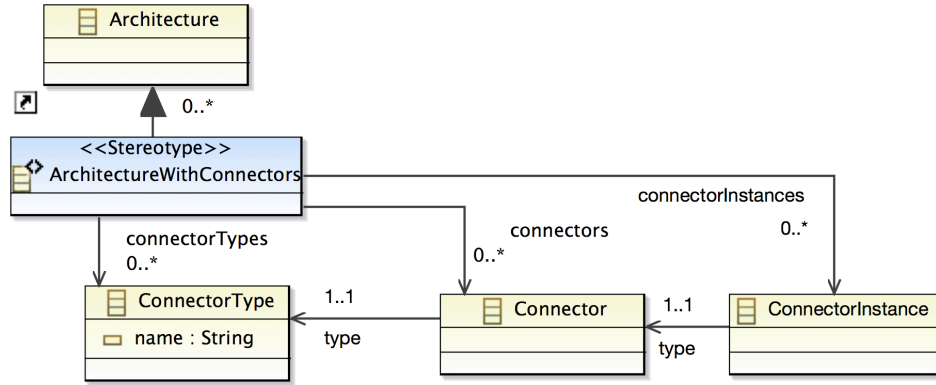 Architecture
0..*
<<Stereotype>>
ArchitectureWithConnectors
connectorInstances
0..*
connectors
0..*
connectorTypes
0..*
ConnectorType
name : String
1..1
type
Connector
1..1
type
ConnectorInstance